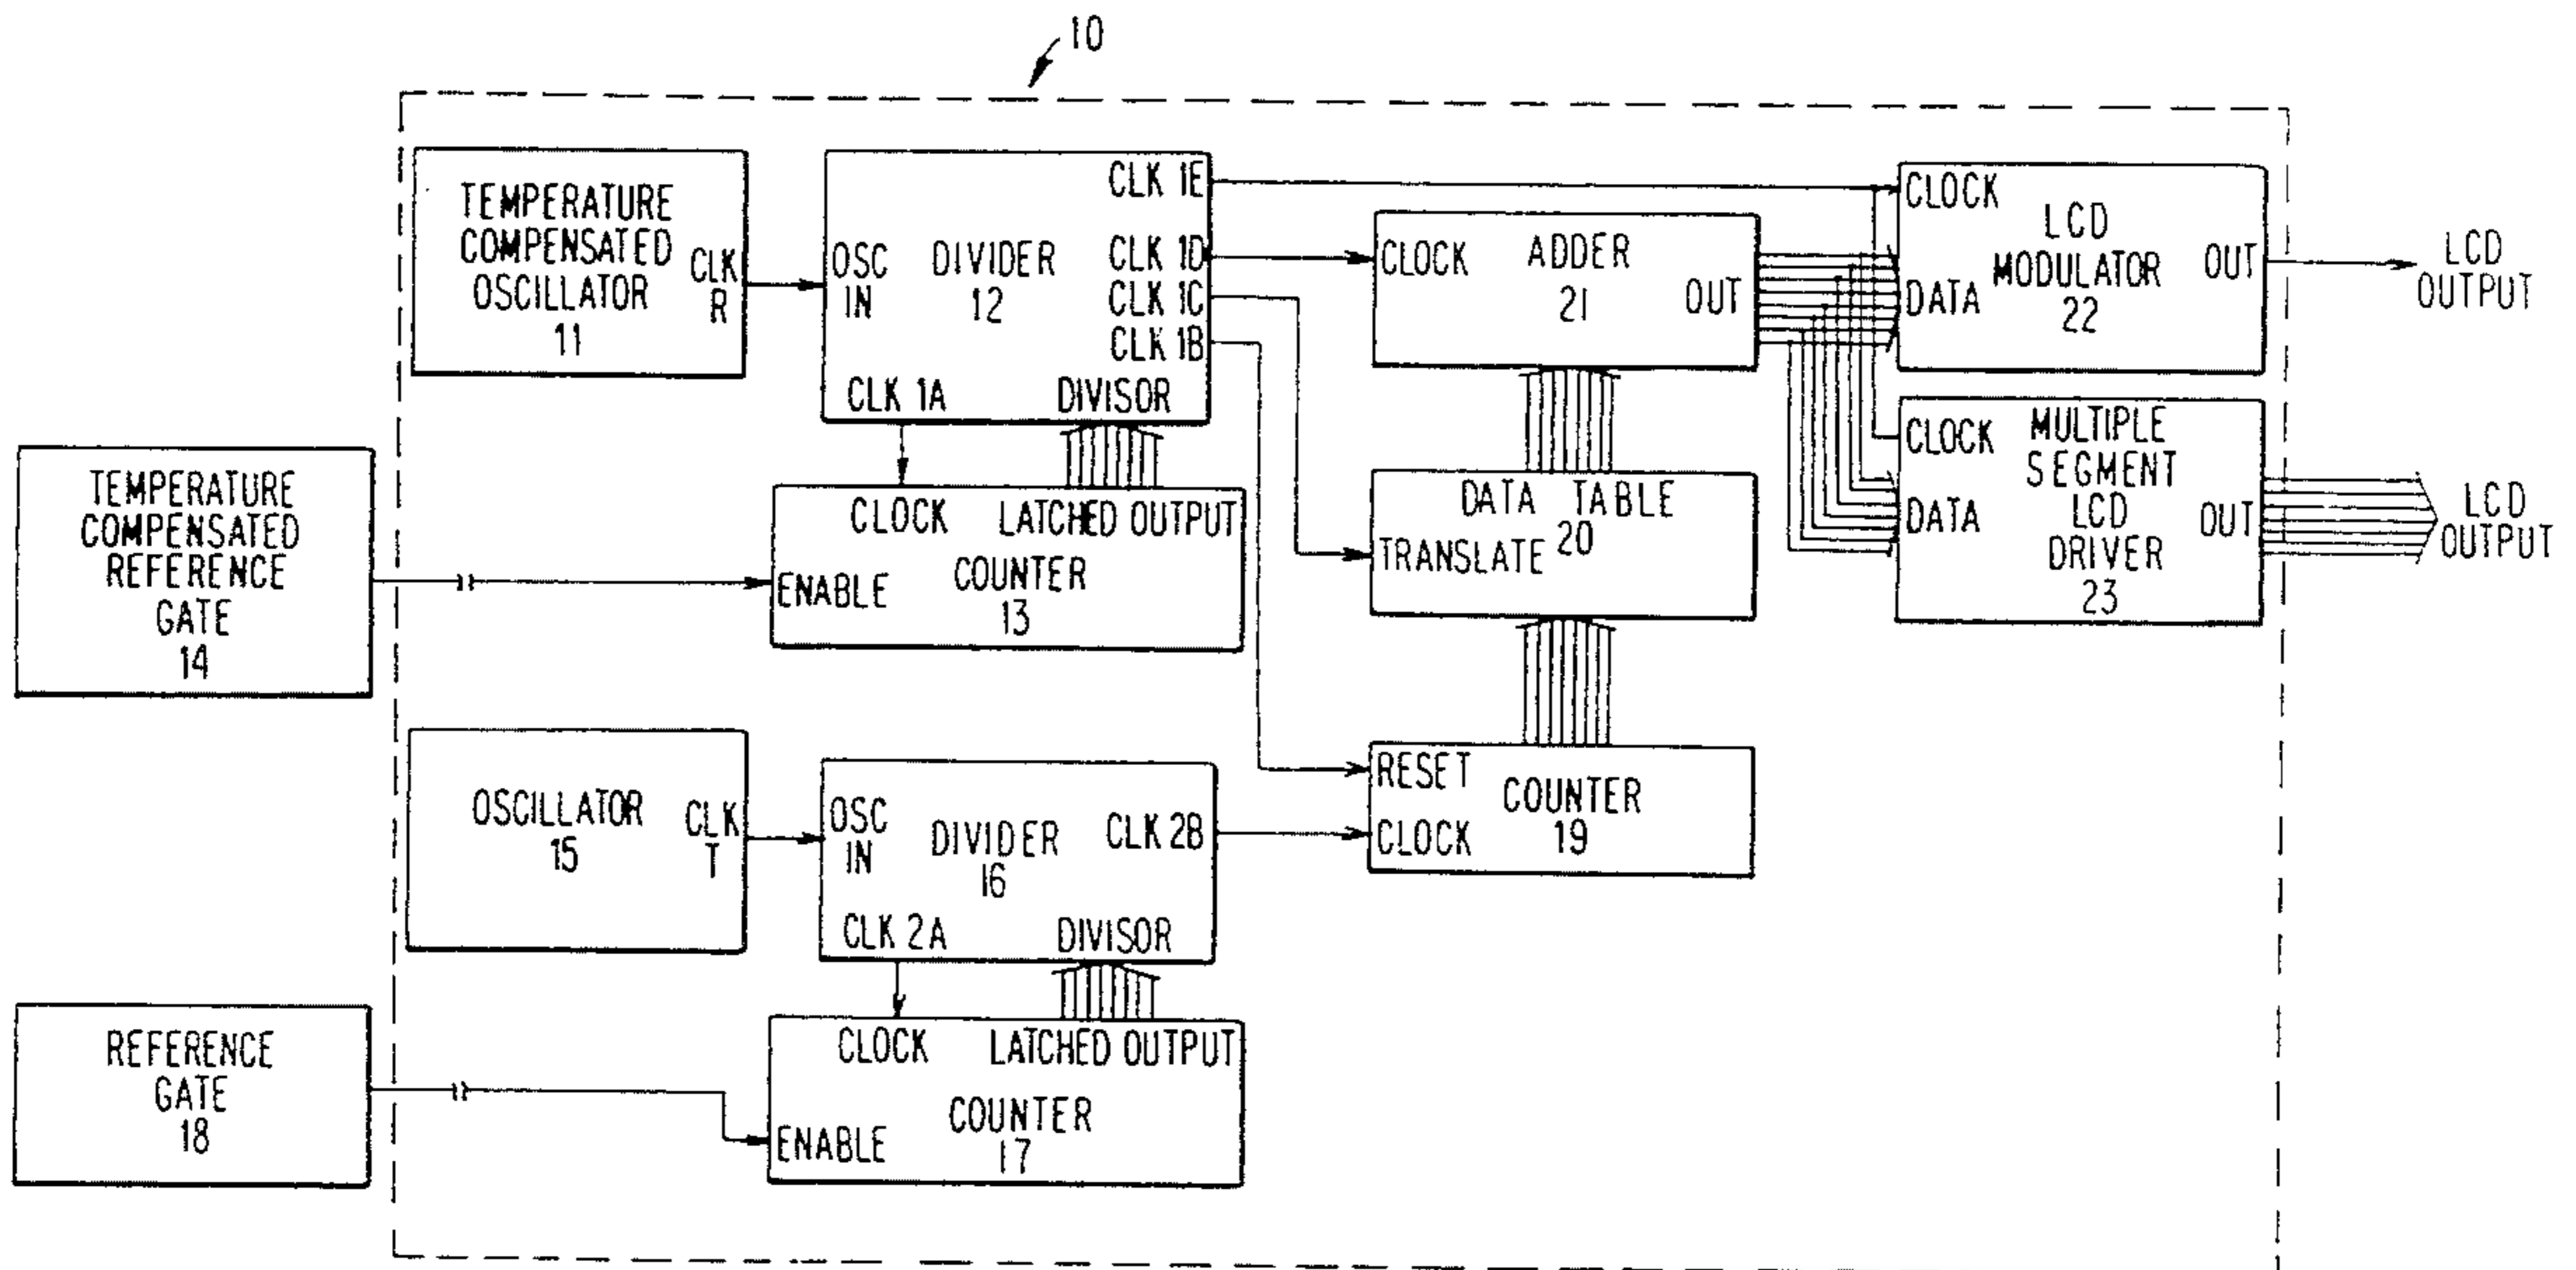 10
TEMPERATURE
COMPENSATED
OSCILLATOR
11
CLK
R
OSC
IN
DIVIDER
12
CLK 1E
CLK 1D
CLK 1C
CLK 1B
CLK 1A
DIVISOR
CLOCK
ADDER
21
OUT
CLOCK
LCD
MODULATOR
22
DATA
OUT
LCD
OUTPUT
TEMPERATURE
COMPENSATED
REFERENCE
GATE
14
CLOCK
LATCHED OUTPUT
COUNTER
13
ENABLE
DATA TABLE
20
TRANSLATE
CLOCK
MULTIPLE
SEGMENT
LCD
DRIVER
23
DATA
OUT
LCD
OUTPUT
OSCILLATOR
15
CLK
T
OSC
IN
DIVIDER
16
CLK 2B
CLK 2A
DIVISOR
RESET
CLOCK
COUNTER
19
REFERENCE
GATE
18
CLOCK
LATCHED OUTPUT
COUNTER
17
ENABLE